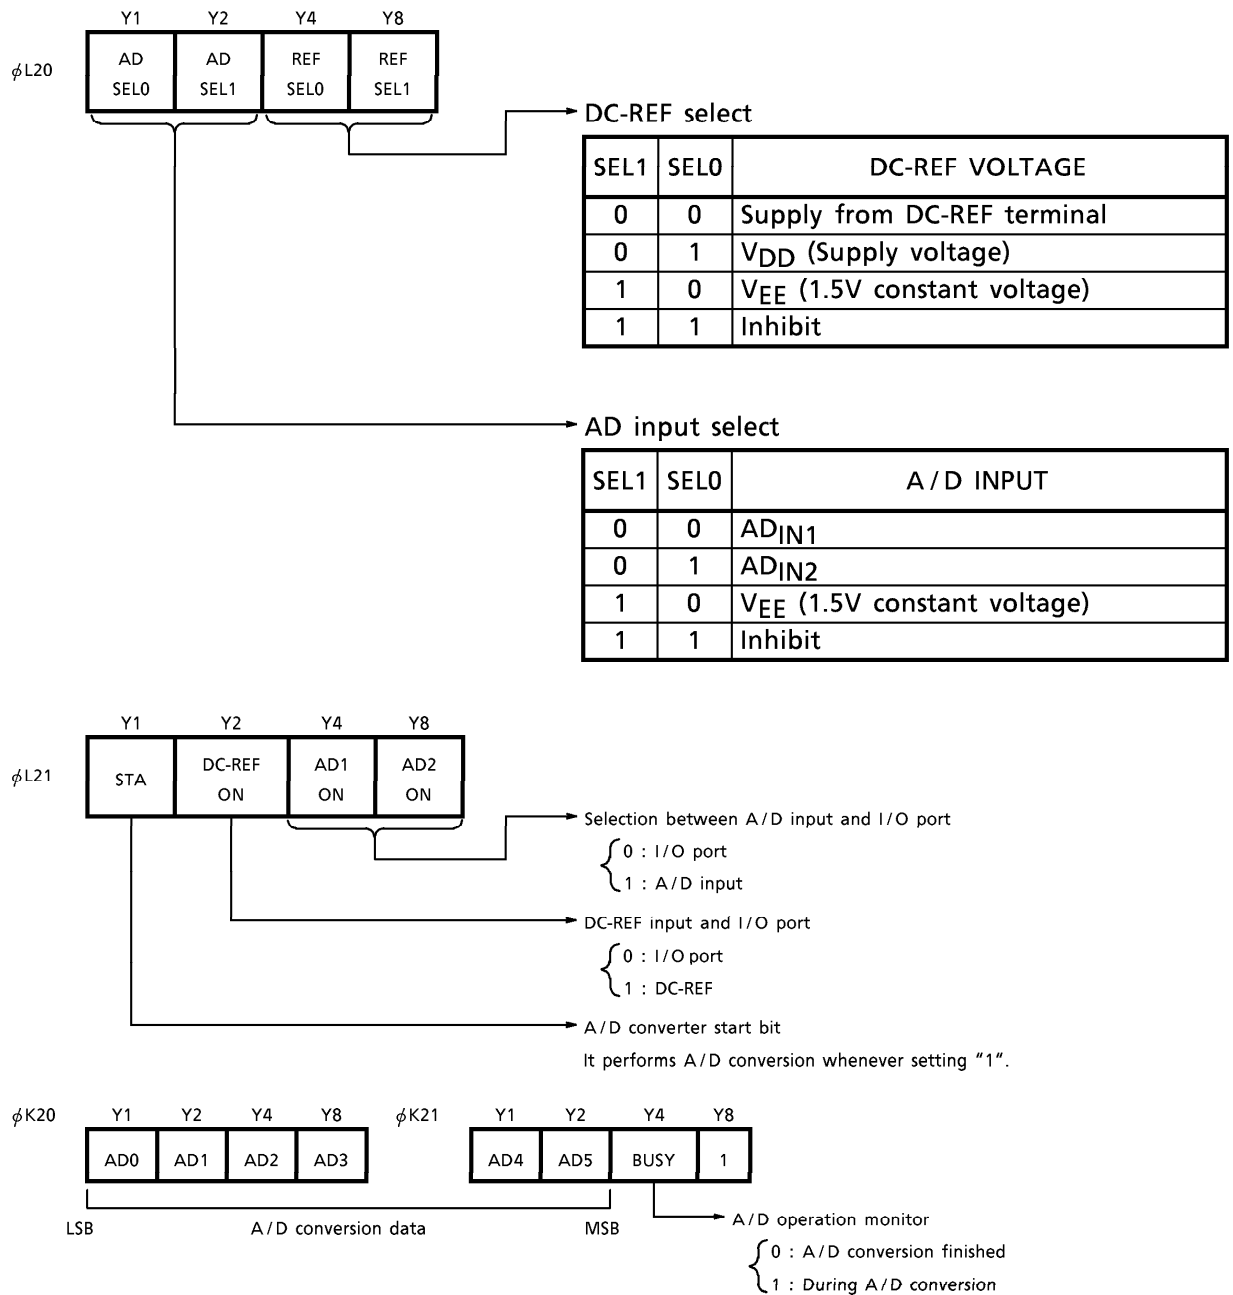 Y1 Y2 Y4 Y8
ϕL20
AD SEL0
AD SEL1
REF SEL0
REF SEL1
DC-REF select
SEL1 SEL0 DC-REF VOLTAGE
0 0 Supply from DC-REF terminal
0 1 VDD (Supply voltage)
1 0 VEE (1.5V constant voltage)
1 1 Inhibit
AD input select
SEL1 SEL0 A/D INPUT
0 0 ADIN1
0 1 ADIN2
1 0 VEE (1.5V constant voltage)
1 1 Inhibit
Y1 Y2 Y4 Y8
ϕL21
STA
DC-REF ON
AD1 ON
AD2 ON
Selection between A/D input and I/O port
0 : I/O port
1 : A/D input
DC-REF input and I/O port
0 : I/O port
1 : DC-REF
A/D converter start bit
It performs A/D conversion whenever setting "1".
ϕK20 Y1 Y2 Y4 Y8
AD0 AD1 AD2 AD3
ϕK21 Y1 Y2 Y4 Y8
AD4 AD5 BUSY 1
LSB A/D conversion data MSB
A/D operation monitor
0 : A/D conversion finished
1 : During A/D conversion